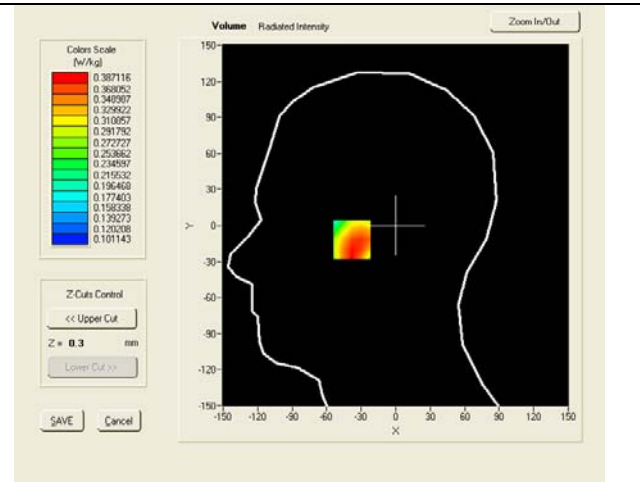 Volume Radiated Intensity
Zoom In/Out
Colors Scale
(W/kg)
0.387116
0.368052
0.348987
0.329922
0.310857
0.291792
0.272727
0.253662
0.234597
0.215532
0.196468
0.177403
0.158338
0.139273
0.120208
0.101143
150
120
90
60
30
0
-30
-60
-90
-120
-150
Y
-150 -120 -90 -60 -30 0 30 60 90 120 150
X
Z-Cuts Control
<< Upper Cut
Z = 0.3 mm
Lower Cut >>
SAVE Cancel